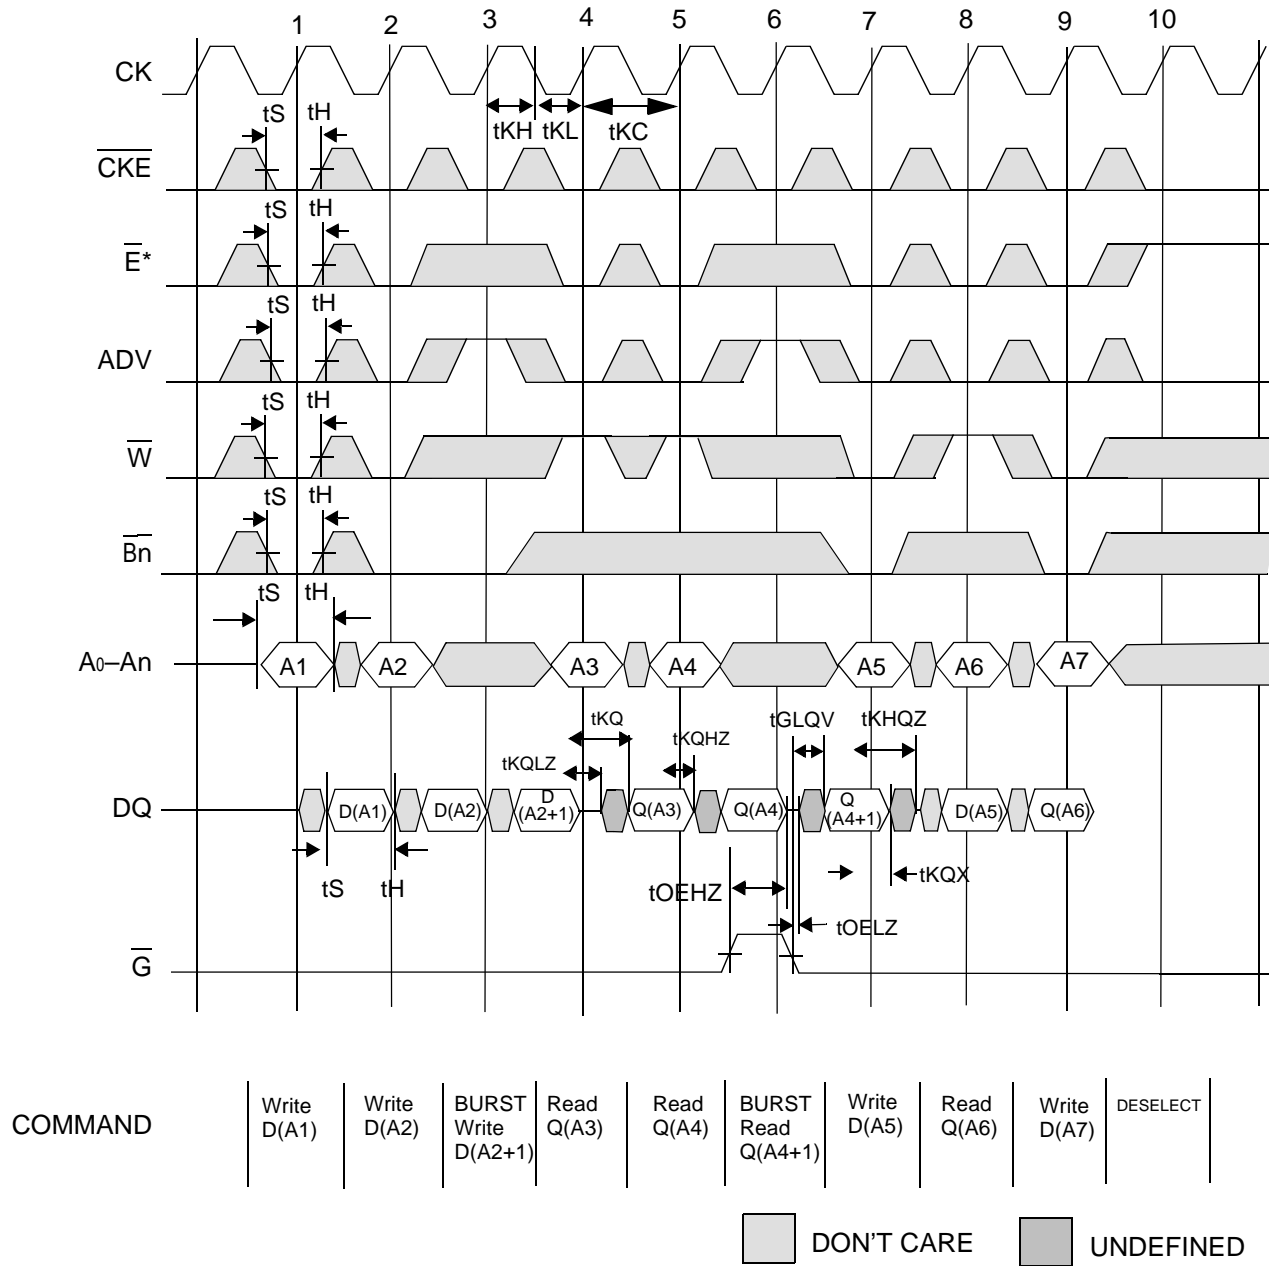 1 2 3 4 5 6 7 8 9 10
CK
tKH tKL tKC
tS tH
CKE
tS tH
E*
tS tH
ADV
tS tH
W
tS tH
Bn
tS tH
A0–An
A1 A2 A3 A4 A5 A6 A7
tKQ tGLQV tKHQZ
tKQLZ tKQHZ
DQ
D(A1) D(A2) D (A2+1) Q(A3) Q(A4) Q (A4+1) D(A5) Q(A6)
tS tH tOEHZ tKQX
tOELZ
G
COMMAND
Write D(A1)
Write D(A2)
BURST Write D(A2+1)
Read Q(A3)
Read Q(A4)
BURST Read Q(A4+1)
Write D(A5)
Read Q(A6)
Write D(A7)
DESELECT
DON'T CARE
UNDEFINED